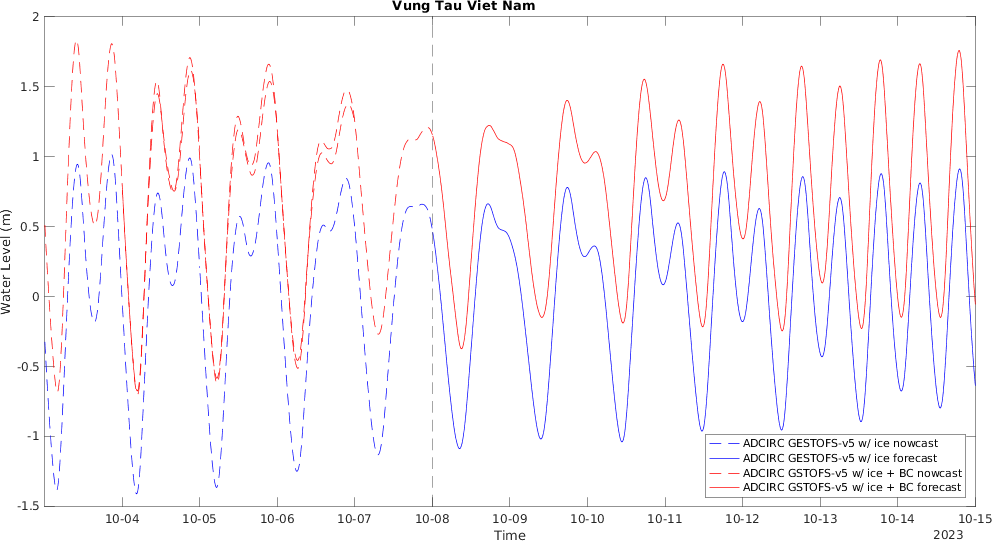 Vung Tau Viet Nam
2
1.5
1
0.5
0
-0.5
-1
-1.5
Water Level (m)
ADCIRC GESTOFS-v5 w/ ice nowcast
ADCIRC GESTOFS-v5 w/ ice forecast
ADCIRC GSTOFS-v5 w/ ice + BC nowcast
ADCIRC GSTOFS-v5 w/ ice + BC forecast
10-04 10-05 10-06 10-07 10-08 10-09 10-10 10-11 10-12 10-13 10-14 10-15
Time
2023